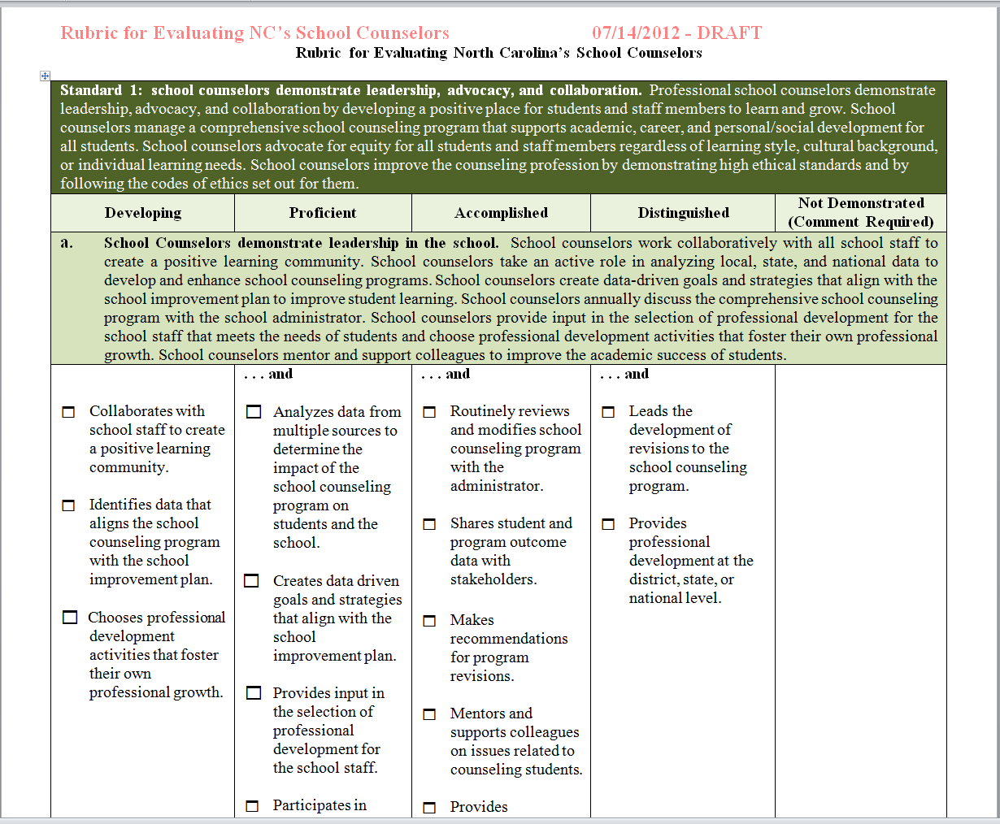 Rubric for Evaluating NC's School Counselors 07/14/2012 - DRAFT
Rubric for Evaluating North Carolina's School Counselors
Standard 1: school counselors demonstrate leadership, advocacy, and collaboration. Professional school counselors demonstrate
leadership, advocacy, and collaboration by developing a positive place for students and staff members to learn and grow. School
counselors manage a comprehensive school counseling program that supports academic, career, and personal/social development for
all students. School counselors advocate for equity for all students and staff members regardless of learning style, cultural background,
or individual learning needs. School counselors improve the counseling profession by demonstrating high ethical standards and by
following the codes of ethics set out for them.
Developing
Proficient
Accomplished
Distinguished
Not Demonstrated
(Comment Required)
a. School Counselors demonstrate leadership in the school. School counselors work collaboratively with all school staff to
create a positive learning community. School counselors take an active role in analyzing local, state, and national data to
develop and enhance school counseling programs. School counselors create data-driven goals and strategies that align with the
school improvement plan to improve student learning. School counselors annually discuss the comprehensive school counseling
program with the school administrator. School counselors provide input in the selection of professional development for the
school staff that meets the needs of students and choose professional development activities that foster their own professional
growth. School counselors mentor and support colleagues to improve the academic success of students.
Collaborates with
school staff to create
a positive learning
community.
Identifies data that
aligns the school
counseling program
with the school
improvement plan.
Chooses professional
development
activities that foster
their own
professional growth.
. . . and
Analyzes data from
multiple sources to
determine the
impact of the
school counseling
program on
students and the
school.
Creates data driven
goals and strategies
that align with the
school
improvement plan.
Provides input in
the selection of
professional
development for
the school staff.
Participates in
. . . and
Routinely reviews
and modifies school
counseling program
with the
administrator.
Shares student and
program outcome
data with
stakeholders.
Makes
recommendations
for program
revisions.
Mentors and
supports colleagues
on issues related to
counseling students.
Provides
. . . and
Leads the
development of
revisions to the
school counseling
program.
Provides
professional
development at the
district, state, or
national level.